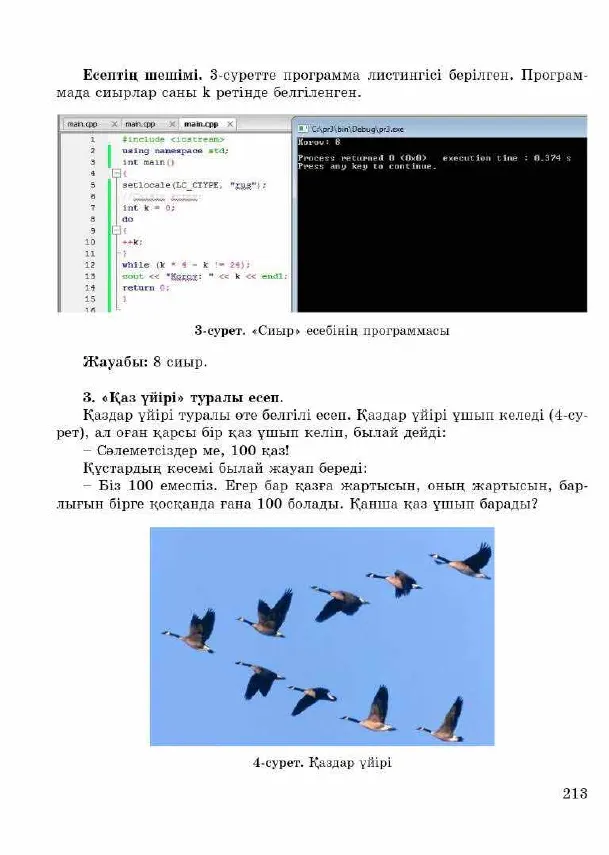 Есептің шешімі. 3-суретте программа листингісі берілген. Програм-
мада сиырлар саны k ретінде белгіленген.
main.cpp × main.cpp × main.cpp ×
1 #include <iostream>
2 using namespace std;
3 int main()
4 {
5 setlocale(LC_CTYPE, "rus");
6
7 int k = 0;
8 do
9 {
10 ++k;
11 }
12 while (k * 4 - k != 24);
13 cout << "Korov: " << k << endl;
14 return 0;
15 }
16
C:\pr3\bin\Debug\pr3.exe
Korov: 8
Process returned 0 (0x0) execution time : 0.374 s
Press any key to continue.
3-сурет. «Сиыр» есебінің программасы
Жауабы: 8 сиыр.
3. «Қаз үйірі» туралы есеп.
Қаздар үйірі туралы өте белгілі есеп. Қаздар үйірі ұшып келеді (4-су-
рет), ал оған қарсы бір қаз ұшып келіп, былай дейді:
– Сәлеметсіздер ме, 100 қаз!
Құстардың көсемі былай жауап береді:
– Біз 100 емеспіз. Егер бар қазға жартысын, оның жартысын, бар-
лығын бірге қосқанда ғана 100 болады. Қанша қаз ұшып барады?
4-сурет. Қаздар үйірі
213